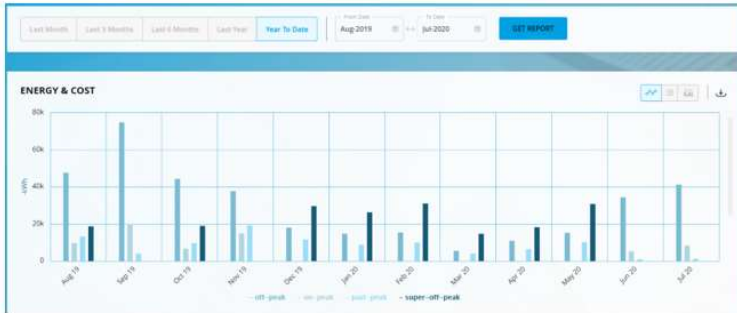 From Date
To Date
Last Month
Last 3 Months
Last 6 Months
Last Year
Year To Date
Aug-2019
Jul-2020
GET REPORT
ENERGY & COST
80k
60k
40k
20k
0
kWh
Aug 19
Sep 19
Oct 19
Nov 19
Dec 19
Jan 20
Feb 20
Mar 20
Apr 20
May 20
Jun 20
Jul 20
off-peak
on-peak
part-peak
super-off-peak